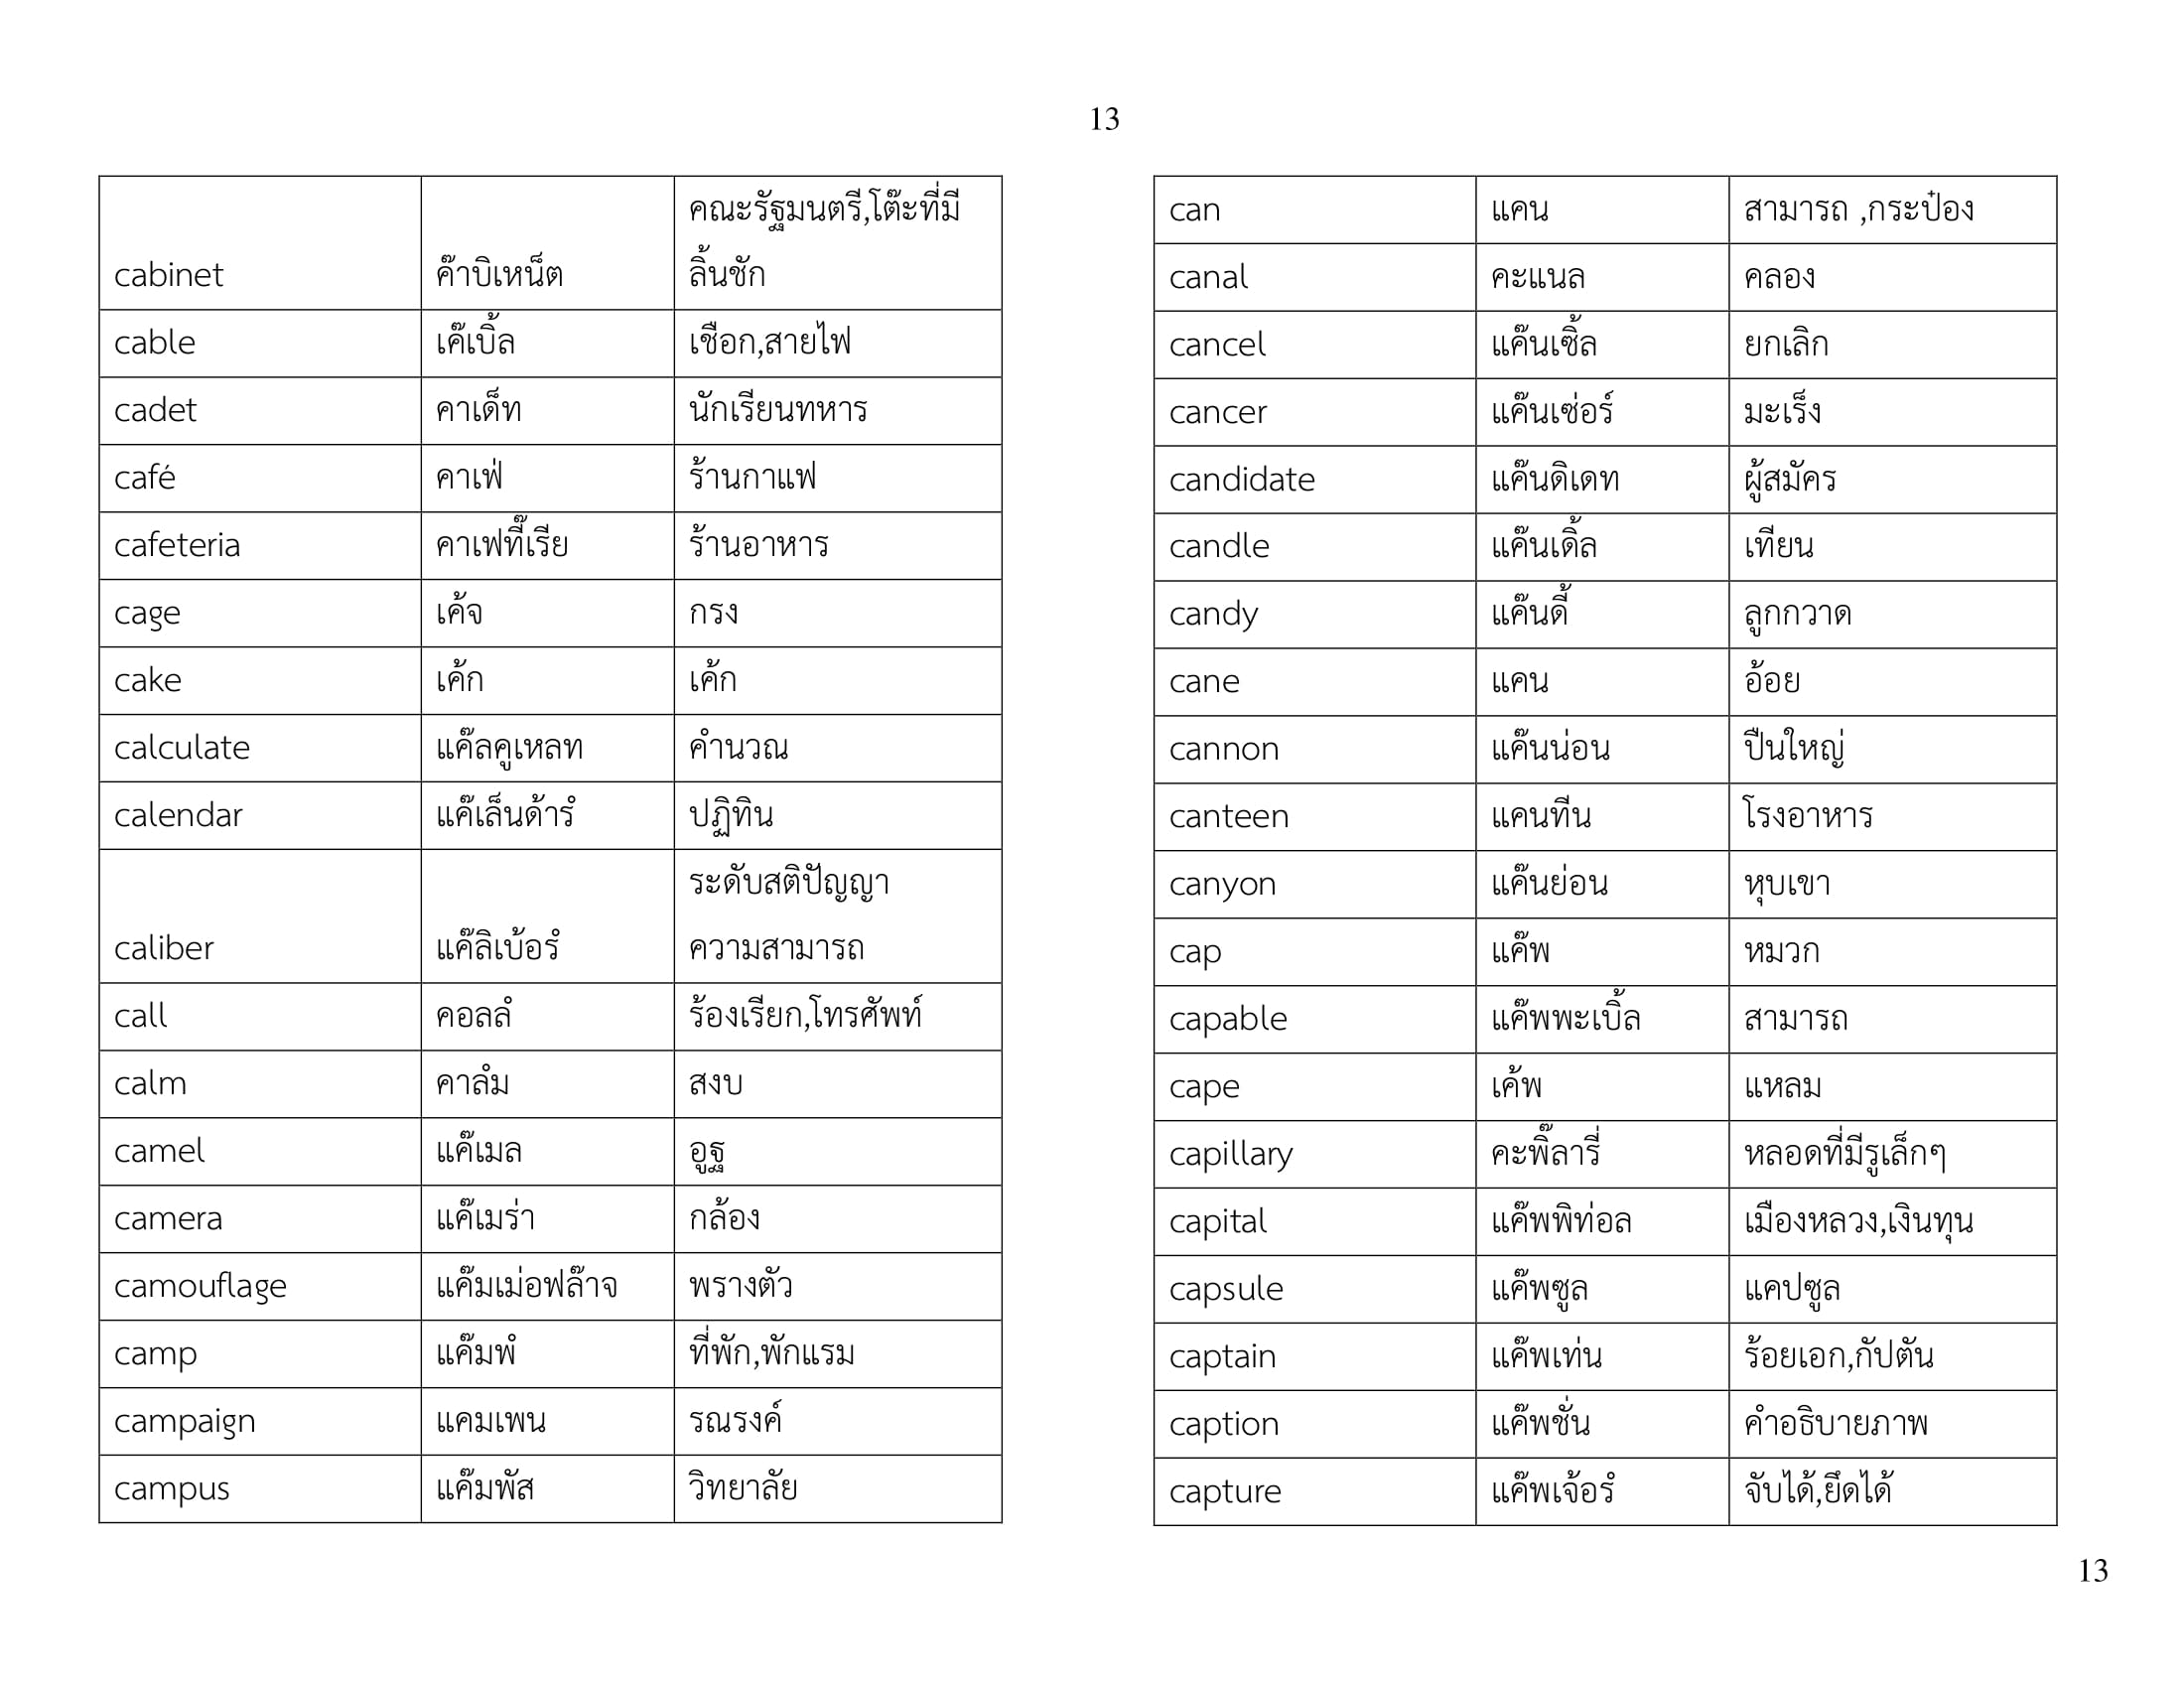 13
คณะรัฐมนตรี,โต๊ะที่มี
cabinet ค๊าบิเหน็ต ลิ้นชัก
cable เค๊เบิ้ล เชือก,สายไฟ
cadet คาเด็ท นักเรียนทหาร
café คาเฟ่ ร้านกาแฟ
cafeteria คาเฟทิ๊เรีย ร้านอาหาร
cage เค้จ กรง
cake เค้ก เค้ก
calculate แค๊ลคูเหลท คำนวณ
calendar แค๊เล็นด้ารํ ปฏิทิน
ระดับสติปัญญา
caliber แค๊ลิเบ้อรํ ความสามารถ
call คอลลํ ร้องเรียก,โทรศัพท์
calm คาลํม สงบ
camel แค๊เมล อูฐ
camera แค๊เมร่า กล้อง
camouflage แค๊มเม่อฟล๊าจ พรางตัว
camp แค๊มพํ ที่พัก,พักแรม
campaign แคมเพน รณรงค์
campus แค๊มพัส วิทยาลัย
can แคน สามารถ ,กระป๋อง
canal คะแนล คลอง
cancel แค๊นเซิ้ล ยกเลิก
cancer แค๊นเซ่อร์ มะเร็ง
candidate แค๊นดิเดท ผู้สมัคร
candle แค๊นเดิ้ล เทียน
candy แค๊นดี้ ลูกกวาด
cane แคน อ้อย
cannon แค๊นน่อน ปืนใหญ่
canteen แคนทีน โรงอาหาร
canyon แค๊นย่อน หุบเขา
cap แค๊พ หมวก
capable แค๊พพะเบิ้ล สามารถ
cape เค้พ แหลม
capillary คะพิ๊ลารี่ หลอดที่มีรูเล็กๆ
capital แค๊พพิท่อล เมืองหลวง,เงินทุน
capsule แค๊พซูล แคปซูล
captain แค๊พเท่น ร้อยเอก,กัปตัน
caption แค๊พชั่น คำอธิบายภาพ
capture แค๊พเจ้อรํ จับได้,ยึดได้
13